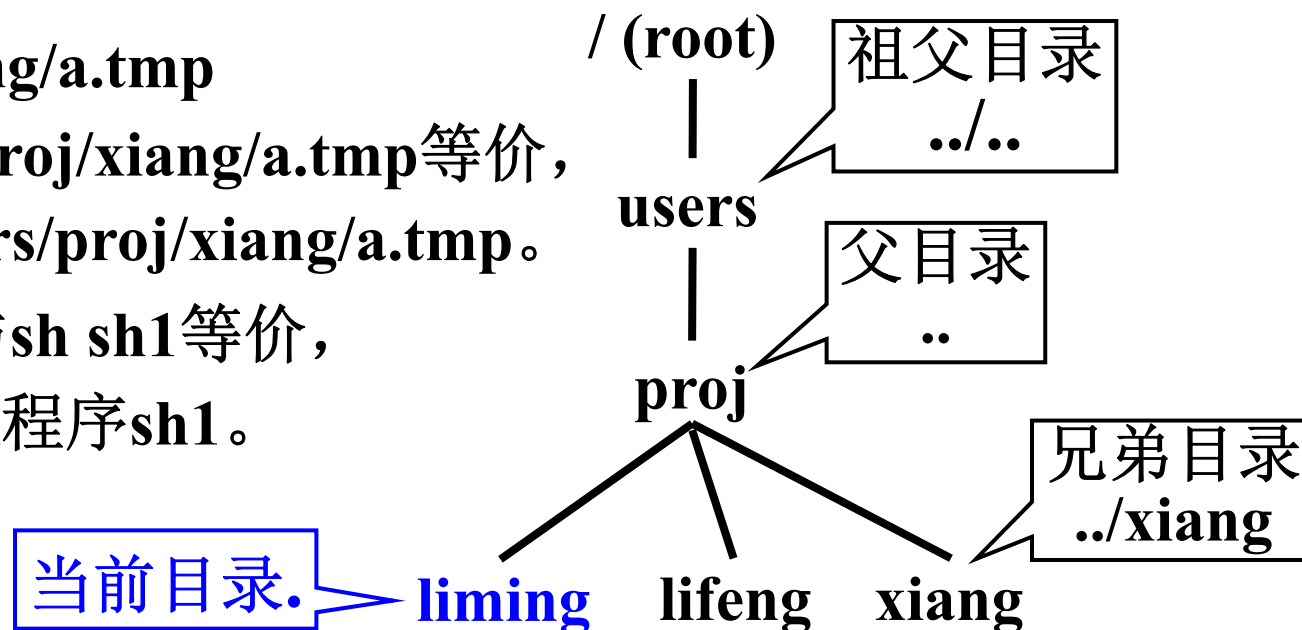 ng/a.tmp
roj/xiang/a.tmp等价，
rs/proj/xiang/a.tmp。
sh sh1等价，
程序sh1。
/ (root)
祖父目录
../..
users
父目录
..
proj
兄弟目录
../xiang
当前目录.
liming
lifeng
xiang